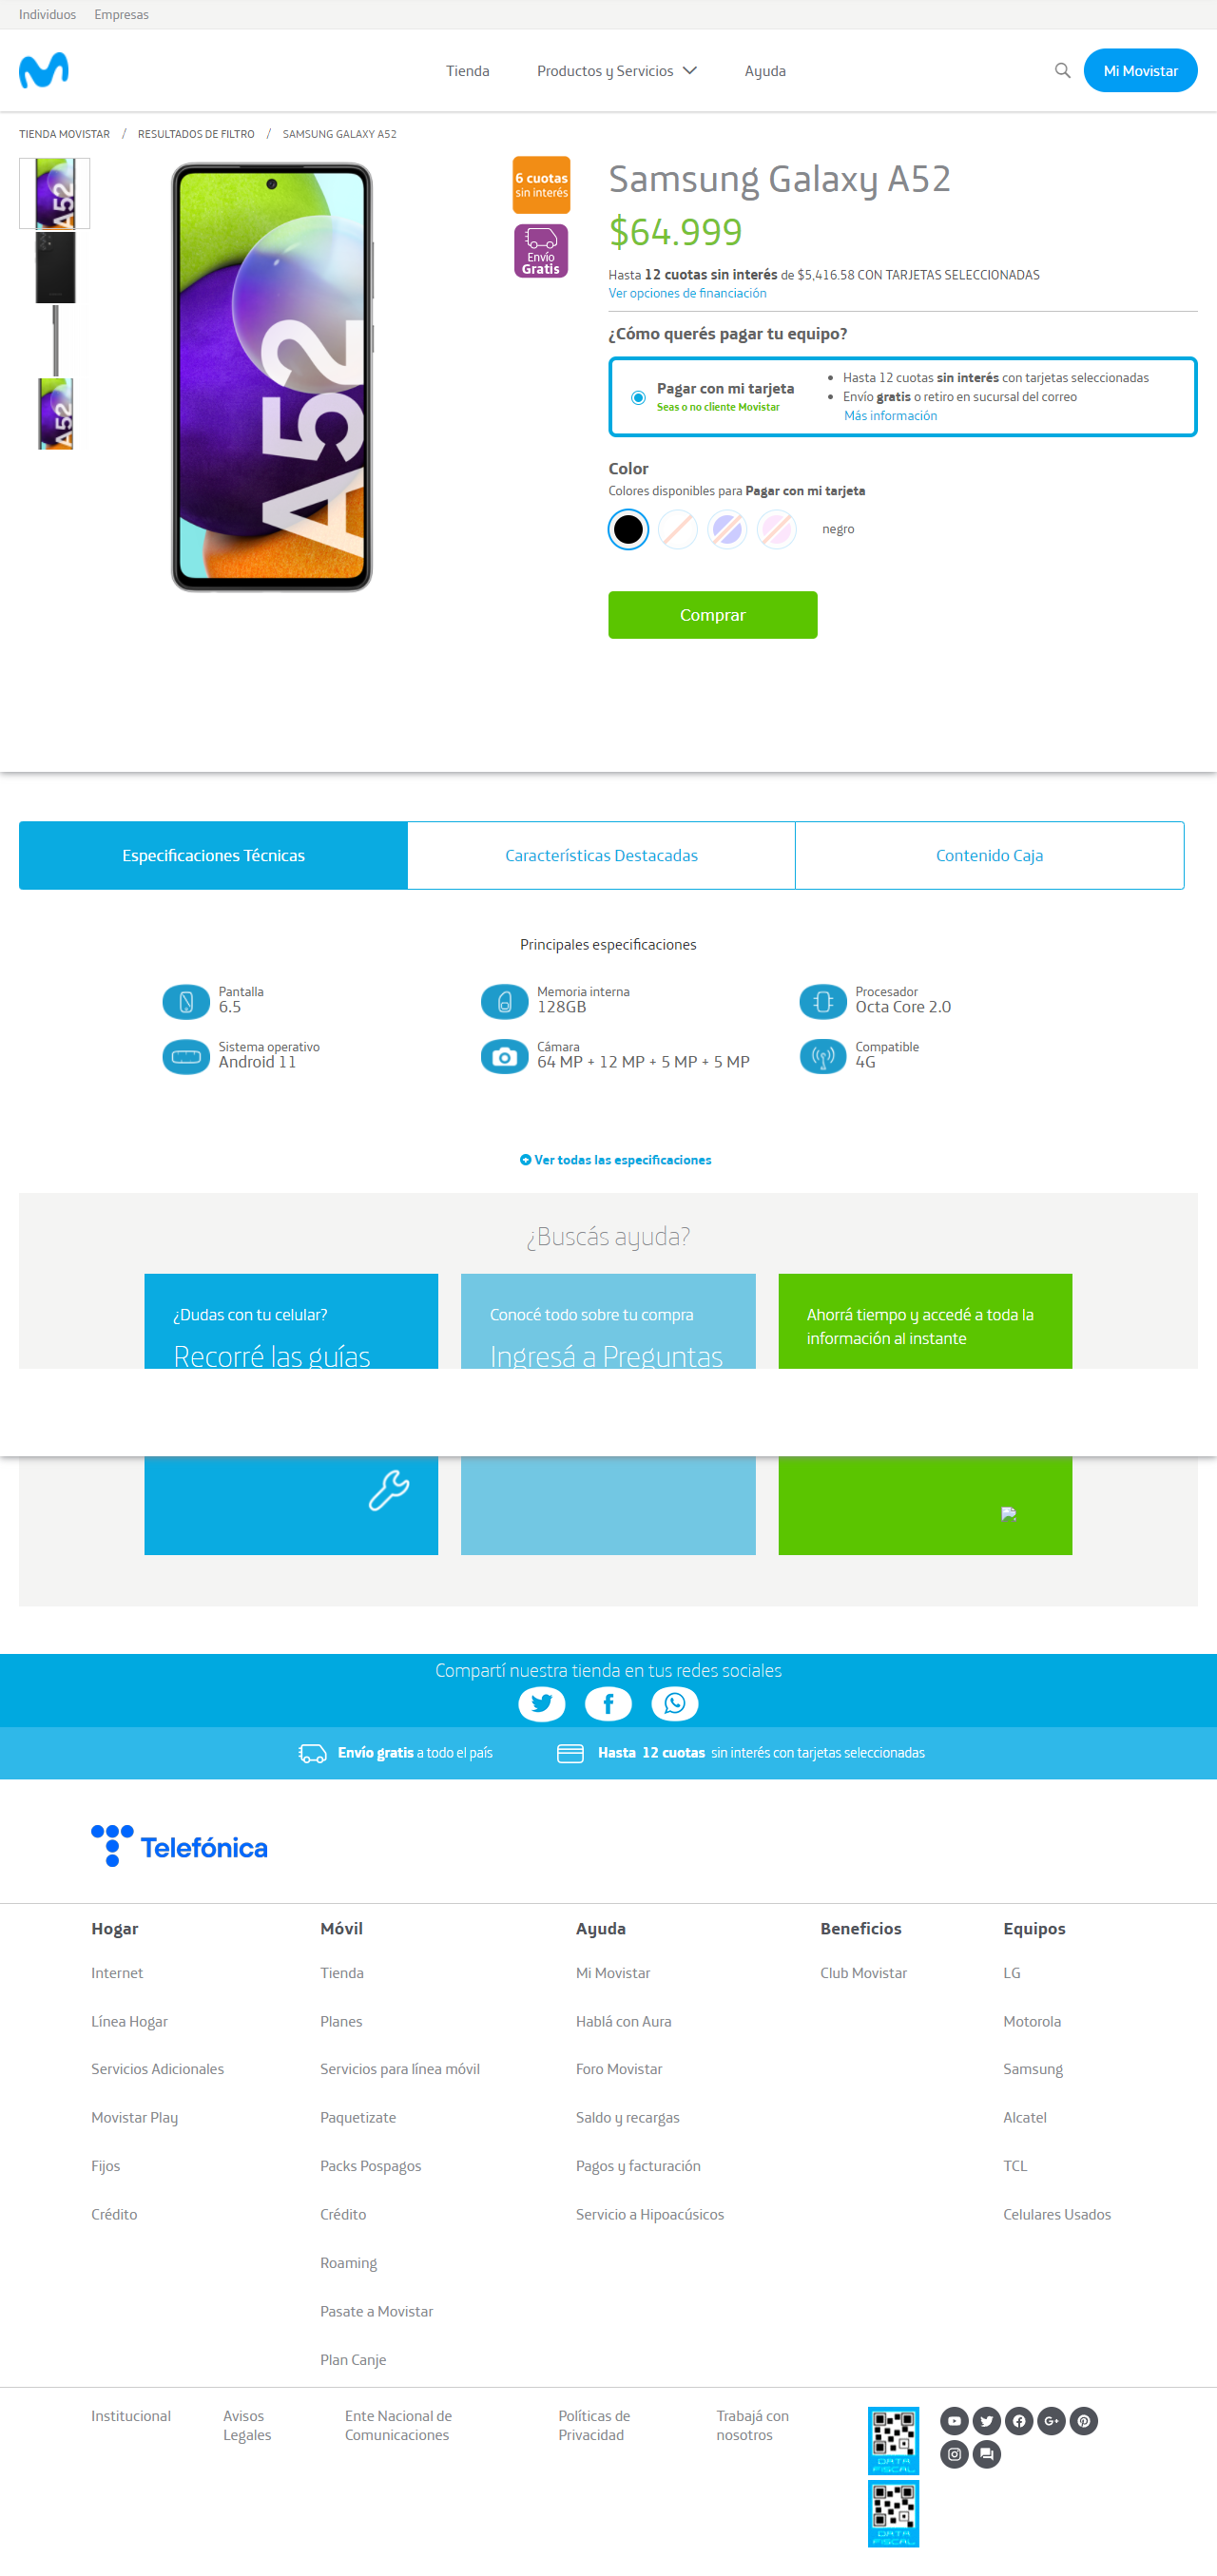 Individuos Empresas
Tienda Productos y Servicios Ayuda Mi Movistar
TIENDA MOVISTAR / RESULTADOS DE FILTRO / SAMSUNG GALAXY A52
A52
A52
A52
6 cuotas
sin interés
Envío
Gratis
Samsung Galaxy A52
$64.999
Hasta 12 cuotas sin interés de $5,416.58 CON TARJETAS SELECCIONADAS
Ver opciones de financiación
¿Cómo querés pagar tu equipo?
Pagar con mi tarjeta
Seas o no cliente Movistar
Hasta 12 cuotas sin interés con tarjetas seleccionadas
Envío gratis o retiro en sucursal del correo
Más información
Color
Colores disponibles para Pagar con mi tarjeta
negro
Comprar
Especificaciones Técnicas Características Destacadas Contenido Caja
Principales especificaciones
Pantalla
6.5
Memoria interna
128GB
Procesador
Octa Core 2.0
Sistema operativo
Android 11
Cámara
64 MP + 12 MP + 5 MP + 5 MP
Compatible
4G
Ver todas las especificaciones
¿Buscás ayuda?
¿Dudas con tu celular?
Recorré las guías
Conocé todo sobre tu compra
Ingresá a Preguntas
Ahorrá tiempo y accedé a toda la
información al instante
Compartí nuestra tienda en tus redes sociales
Envío gratis a todo el país Hasta 12 cuotas sin interés con tarjetas seleccionadas
Telefónica
Hogar
Internet
Línea Hogar
Servicios Adicionales
Movistar Play
Fijos
Crédito
Móvil
Tienda
Planes
Servicios para línea móvil
Paquetizate
Packs Pospagos
Crédito
Roaming
Pasate a Movistar
Plan Canje
Ayuda
Mi Movistar
Hablá con Aura
Foro Movistar
Saldo y recargas
Pagos y facturación
Servicio a Hipoacúsicos
Beneficios
Club Movistar
Equipos
LG
Motorola
Samsung
Alcatel
TCL
Celulares Usados
Institucional
Avisos
Legales
Ente Nacional de
Comunicaciones
Políticas de
Privacidad
Trabajá con
nosotros
DATA
FISCAL
DATA
FISCAL